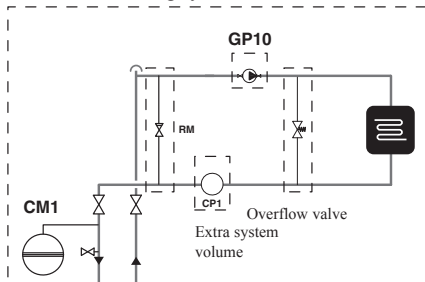 GP10
RM
CP1
CM1
Overflow valve
Extra system
volume